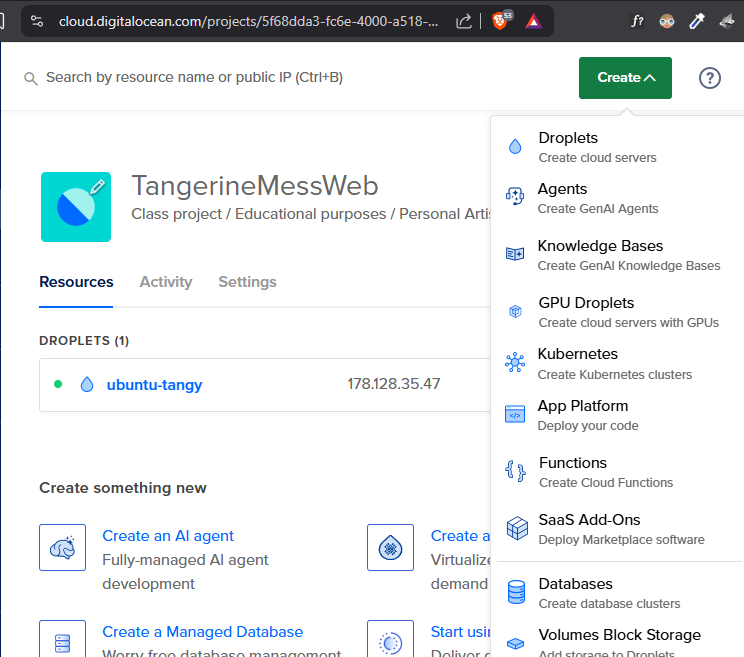 cloud.digitalocean.com/projects/5f68dda3-fc6e-4000-a518-...
53
f?
Search by resource name or public IP (Ctrl+B)
Create
?
TangerineMessWeb
Class project / Educational purposes / Personal
Resources
Activity
Settings
DROPLETS (1)
ubuntu-tangy
178.128.35.47
Create something new
Create an AI agent
Fully-managed AI agent
development
Create a
demand
Create a Managed Database
Worry-free database management
Start
Droplets
Create cloud servers
Agents
Create GenAI Agents
Knowledge Bases
Create GenAI Knowledge Bases
GPU Droplets
Create cloud servers with GPUs
Kubernetes
Create Kubernetes clusters
App Platform
Deploy your code
Functions
Create Cloud Functions
SaaS Add-Ons
Deploy Marketplace software
Databases
Create database clusters
Volumes Block Storage
Add storage to Droplets